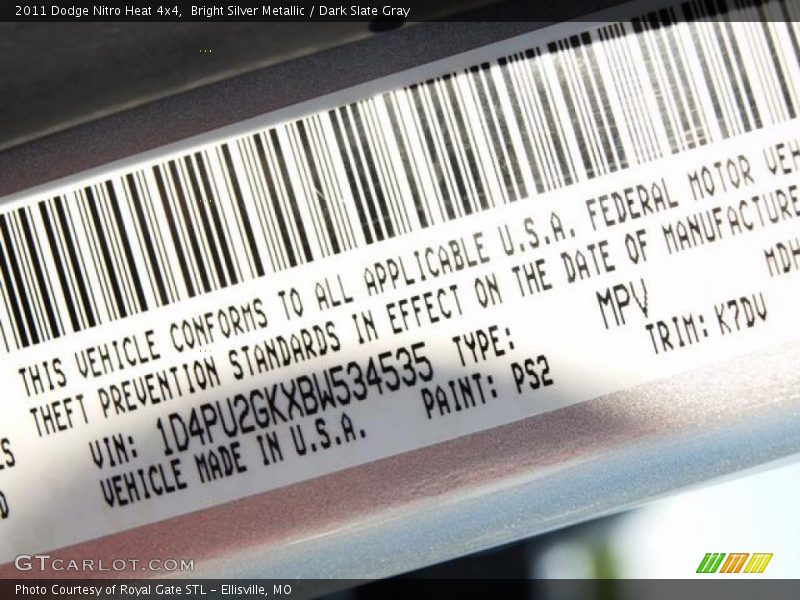 2011 Dodge Nitro Heat 4x4, Bright Silver Metallic / Dark Slate Gray
THIS VEHICLE CONFORMS TO ALL APPLICABLE U.S.A. FEDERAL MOTOR
THEFT PREVENTION STANDARDS IN EFFECT ON THE DATE OF MANUFACTURE
VIN: 1D4PU2GKXBW534535 TYPE: MPV MDH
VEHICLE MADE IN U.S.A. PAINT: PS2 TRIM: K7DV
GTCARLOT.COM
Photo Courtesy of Royal Gate STL - Ellisville, MO